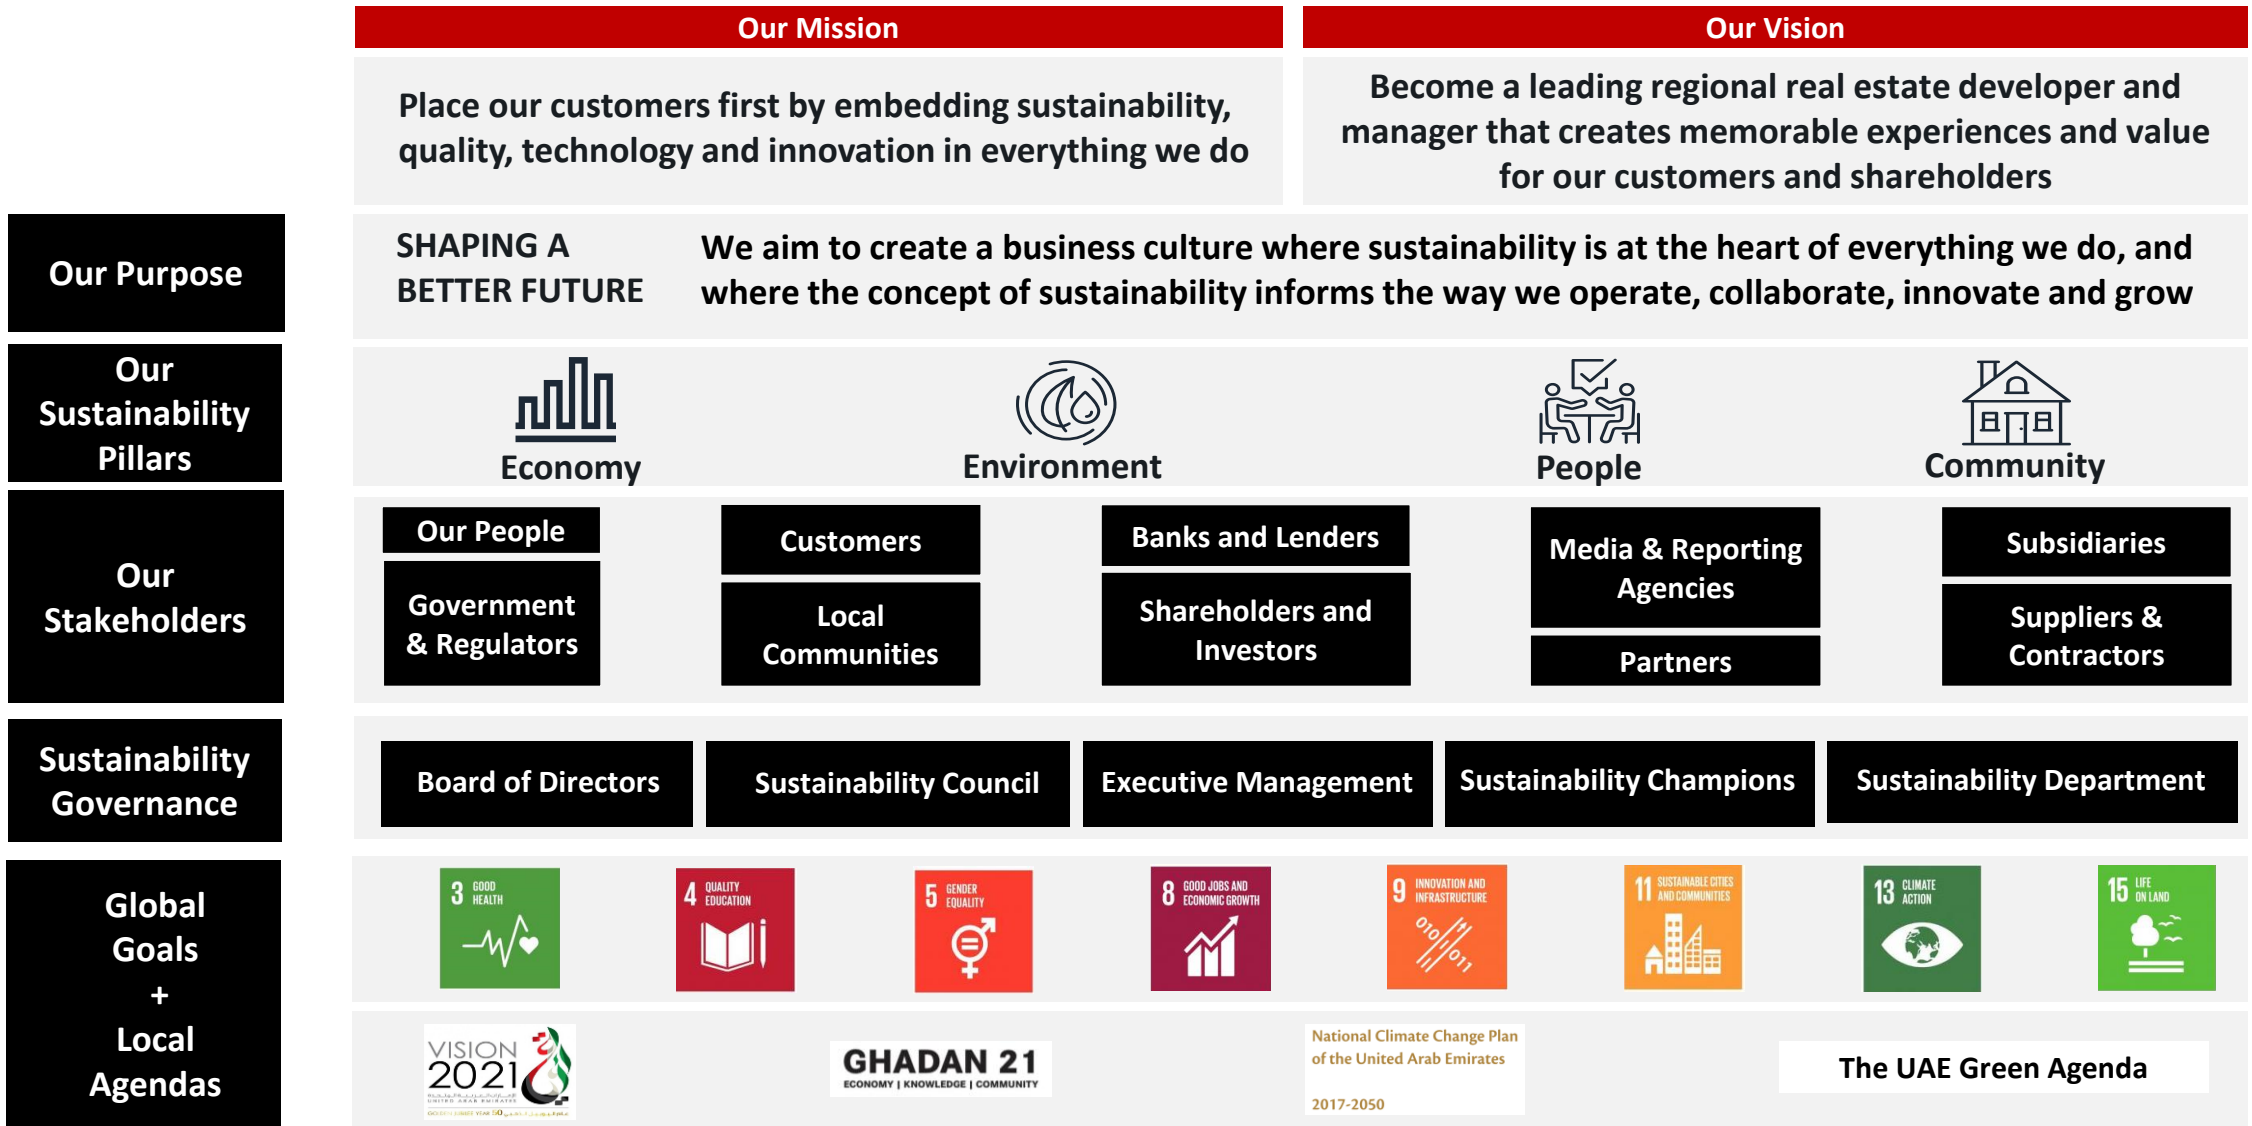 Our Mission
Our Vision
Place our customers first by embedding sustainability,
quality, technology and innovation in everything we do
Become a leading regional real estate developer and
manager that creates memorable experiences and value
for our customers and shareholders
Our Purpose
SHAPING A
BETTER FUTURE
We aim to create a business culture where sustainability is at the heart of everything we do, and
where the concept of sustainability informs the way we operate, collaborate, innovate and grow
Our
Sustainability
Pillars
Economy
Environment
People
Community
Our
Stakeholders
Our People
Government
& Regulators
Customers
Local
Communities
Banks and Lenders
Shareholders and
Investors
Media & Reporting
Agencies
Partners
Subsidiaries
Suppliers &
Contractors
Sustainability
Governance
Board of Directors
Sustainability Council
Executive Management
Sustainability Champions
Sustainability Department
Global
Goals
+
Local
Agendas
3 GOOD
HEALTH
4 QUALITY
EDUCATION
5 GENDER
EQUALITY
8 GOOD JOBS AND
ECONOMIC GROWTH
9 INNOVATION AND
INFRASTRUCTURE
010
011
11 SUSTAINABLE CITIES
AND COMMUNITIES
13 CLIMATE
ACTION
15 LIFE
ON LAND
VISION
2021
UNITED ARAB EMIRATES
GHADAN 21
ECONOMY | KNOWLEDGE | COMMUNITY
National Climate Change Plan
of the United Arab Emirates
2017-2050
The UAE Green Agenda